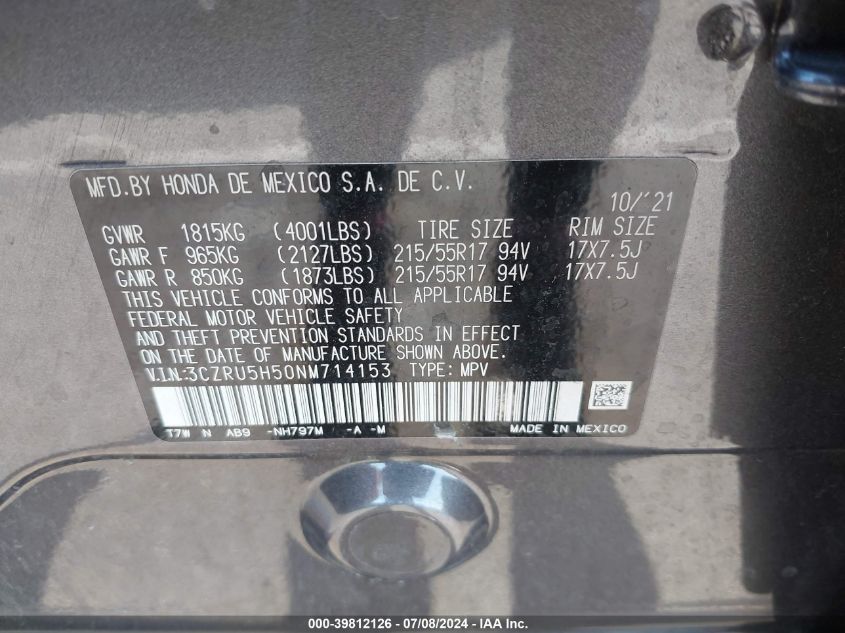 MFD.BY HONDA DE MEXICO S.A. DE C.V.
10/'21
GVWR 1815KG (4001LBS) TIRE SIZE RIM SIZE
GAWR F 965KG (2127LBS) 215/55R17 94V 17X7.5J
GAWR R 850KG (1873LBS) 215/55R17 94V 17X7.5J
THIS VEHICLE CONFORMS TO ALL APPLICABLE
FEDERAL MOTOR VEHICLE SAFETY
AND THEFT PREVENTION STANDARDS IN EFFECT
ON THE DATE OF MANUFACTURE SHOWN ABOVE.
V.I.N:3CZRU5H50NM714153 TYPE: MPV
T7W N AB9 -NH797M -A -M MADE IN MEXICO
000-39812126 / 07/08/2024 - IAA Inc.